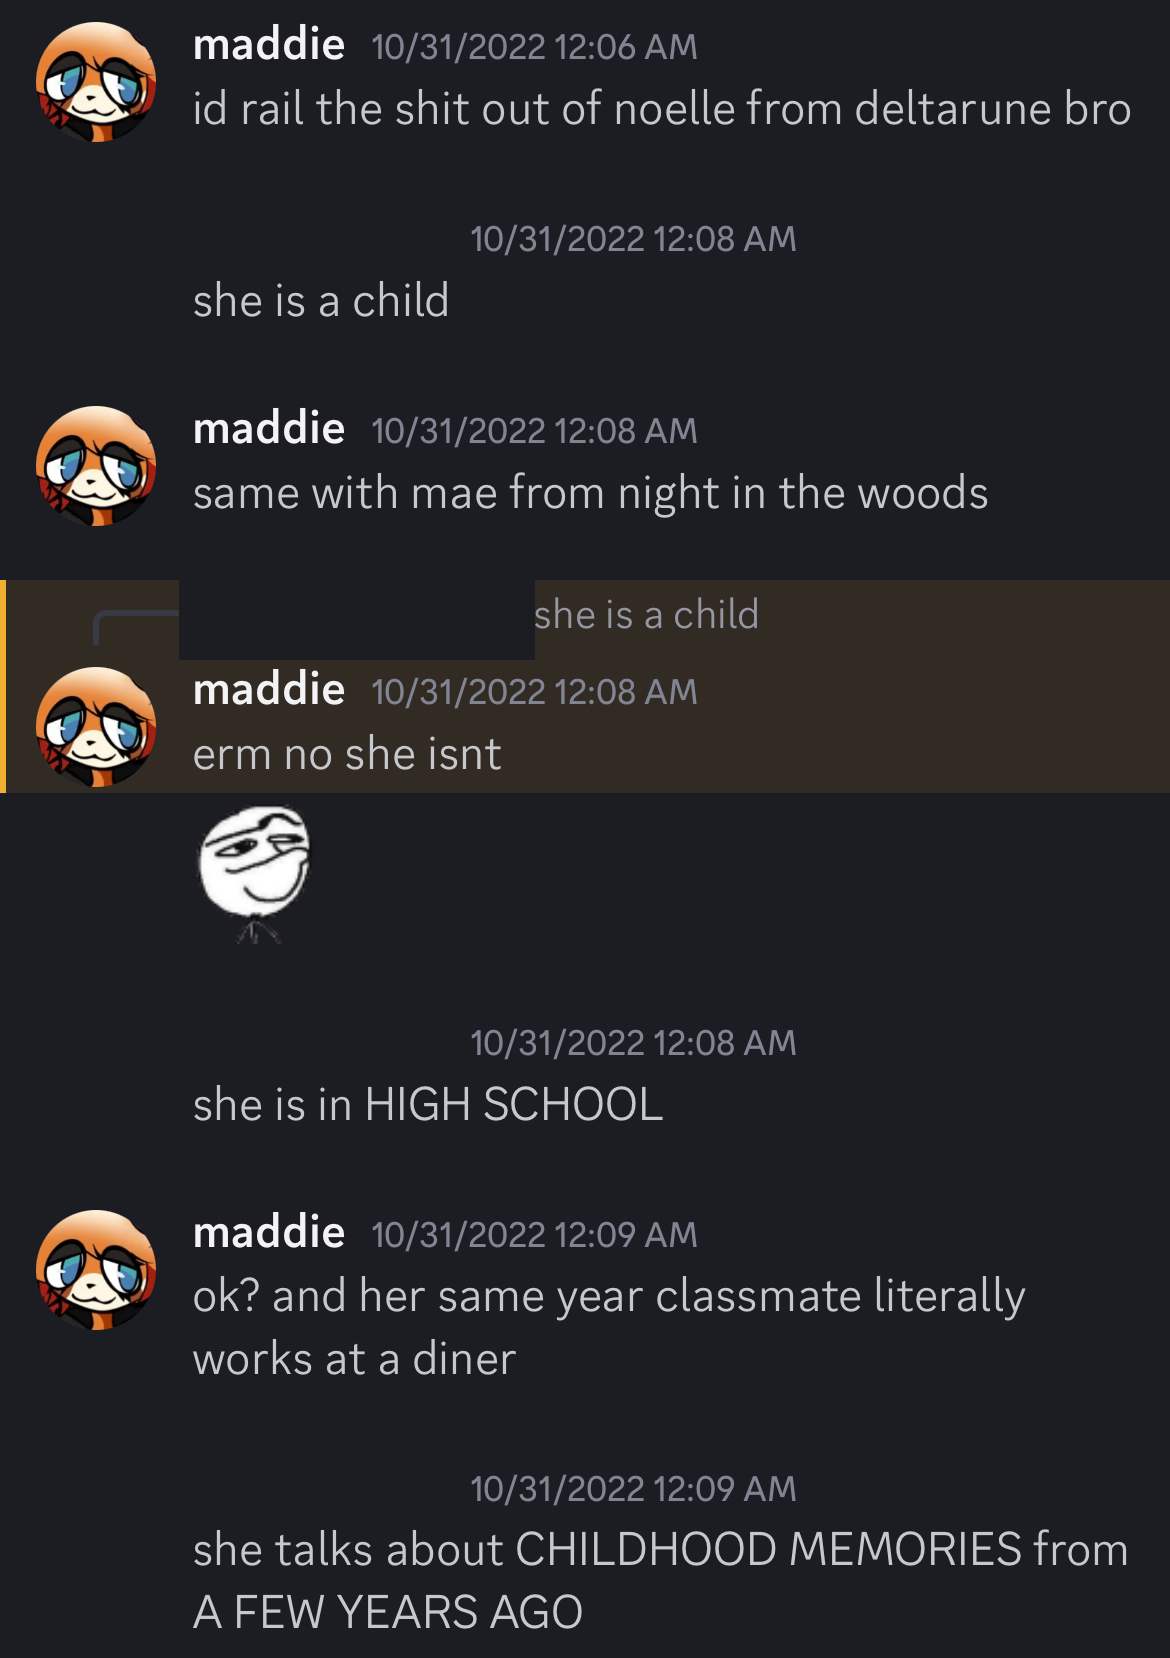 maddie 10/31/2022 12:06 AM
id rail the shit out of noelle from deltarune bro
10/31/2022 12:08 AM
she is a child
maddie 10/31/2022 12:08 AM
same with mae from night in the woods
she is a child
maddie 10/31/2022 12:08 AM
erm no she isnt
10/31/2022 12:08 AM
she is in HIGH SCHOOL
maddie 10/31/2022 12:09 AM
ok? and her same year classmate literally
works at a diner
10/31/2022 12:09 AM
she talks about CHILDHOOD MEMORIES from
A FEW YEARS AGO